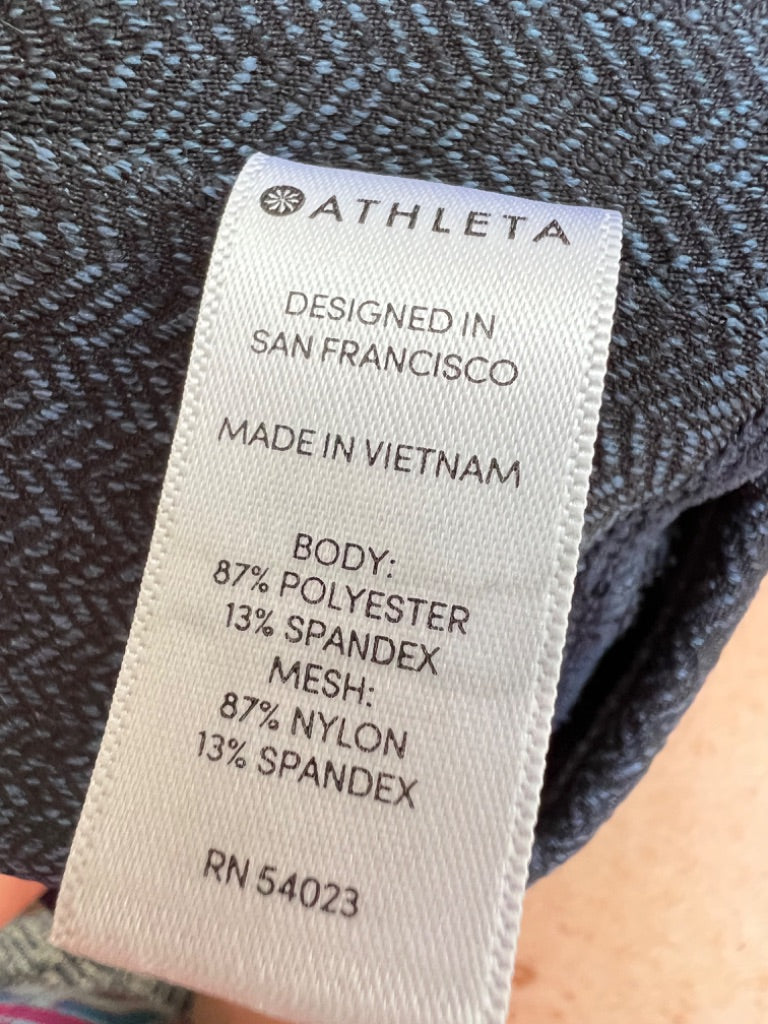 ATHLETA
DESIGNED IN
SAN FRANCISCO
MADE IN VIETNAM
BODY:
87% POLYESTER
13% SPANDEX
MESH:
87% NYLON
13% SPANDEX
RN 54023